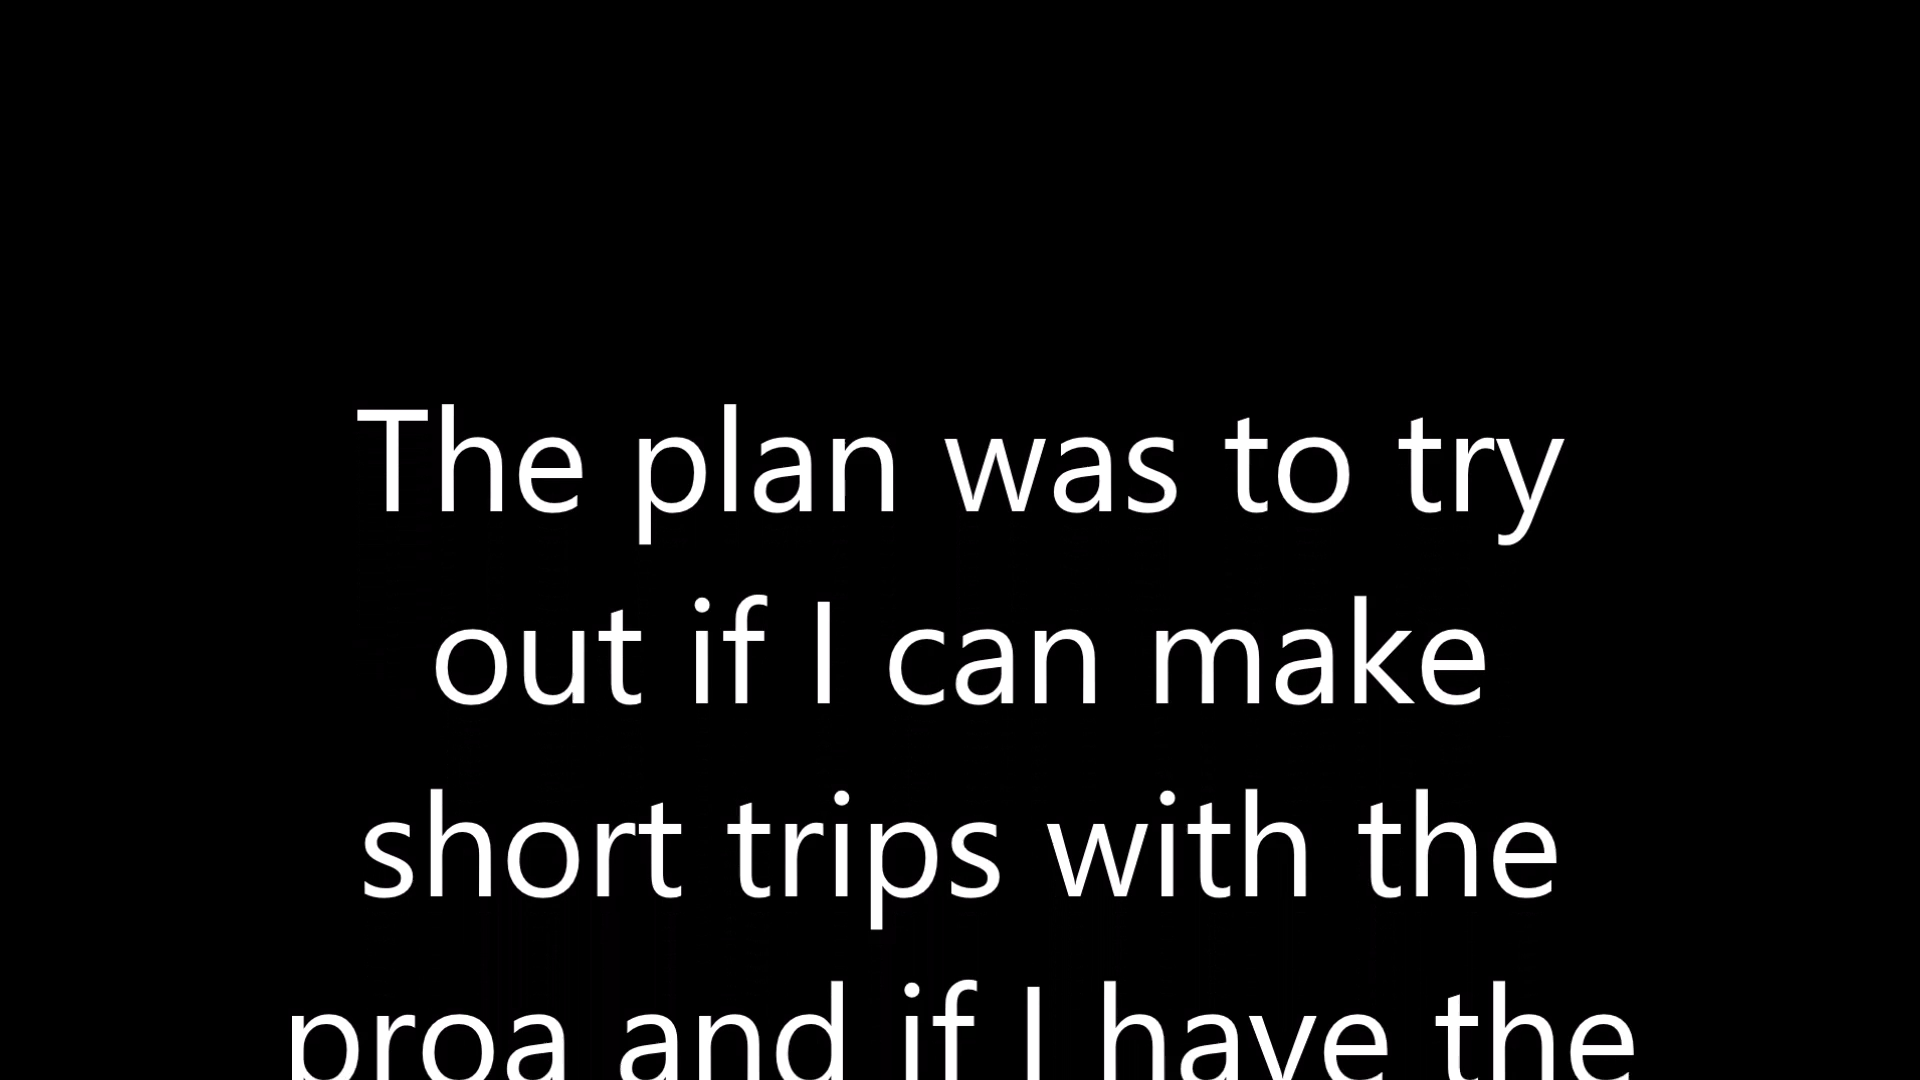 The plan was to try
out if I can make
short trips with the
proa and if I have the